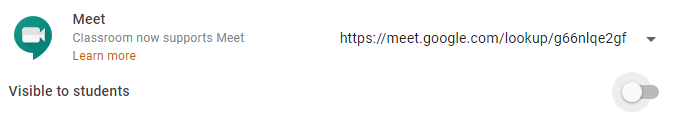 Meet
Classroom now supports Meet
Learn more
https://meet.google.com/lookup/g66nlqe2gf
Visible to students